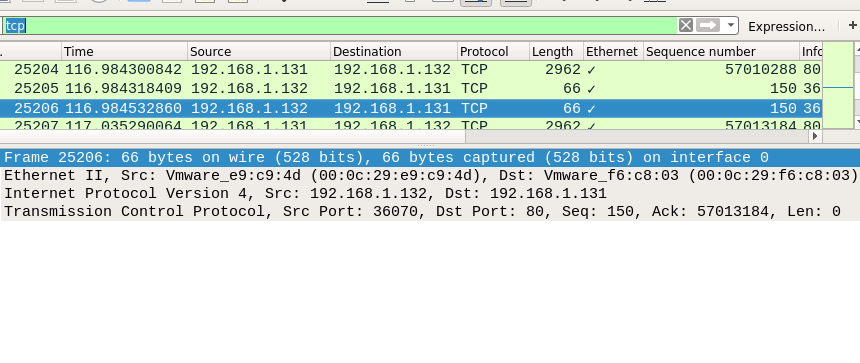 tcp Expression... +
. Time Source Destination Protocol Length Ethernet Sequence number Info
25204 116.984300842 192.168.1.131 192.168.1.132 TCP 2962 ✓ 57010288 80
25205 116.984318409 192.168.1.132 192.168.1.131 TCP 66 ✓ 150 36
25206 116.984532860 192.168.1.132 192.168.1.131 TCP 66 ✓ 150 36
25207 117.035290064 192.168.1.131 192.168.1.132 TCP 2962 ✓ 57013184 80
Frame 25206: 66 bytes on wire (528 bits), 66 bytes captured (528 bits) on interface 0
Ethernet II, Src: Vmware_e9:c9:4d (00:0c:29:e9:c9:4d), Dst: Vmware_f6:c8:03 (00:0c:29:f6:c8:03)
Internet Protocol Version 4, Src: 192.168.1.132, Dst: 192.168.1.131
Transmission Control Protocol, Src Port: 36070, Dst Port: 80, Seq: 150, Ack: 57013184, Len: 0